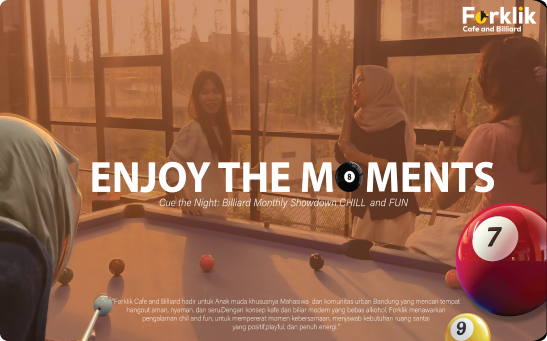 Forklik
Cafe and Billiard
ENJOY THE MOMENTS
8
Cue the Night: Billiard Monthly Showdown CHILL and FUN
7
"Forklik Cafe and Billiard hadir untuk Anak muda khususnya Mahasiwa dan komunitas urban Bandung yang mencari tempat
hangout aman, nyaman, dan seru.Dengan konsep kafe dan biliar modern yang bebas alkohol, Forklik menawarkan
pengalaman chill and fun, untuk mempererat momen kebersamaan, menjawab kebutuhan ruang santai
yang positif,playful, dan penuh energi."
9